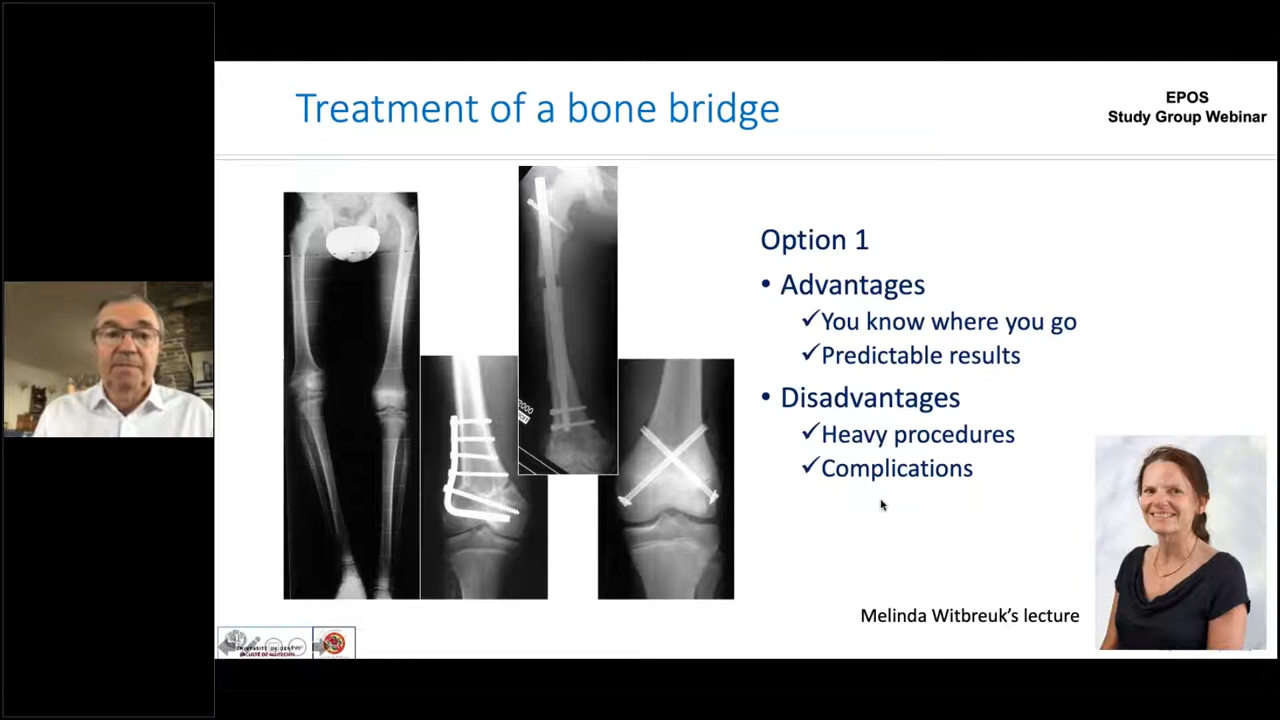 Treatment of a bone bridge
EPOS
Study Group Webinar
Option 1
• Advantages
✓You know where you go
✓Predictable results
• Disadvantages
✓Heavy procedures
✓Complications
2000
Melinda Witbreuk's lecture